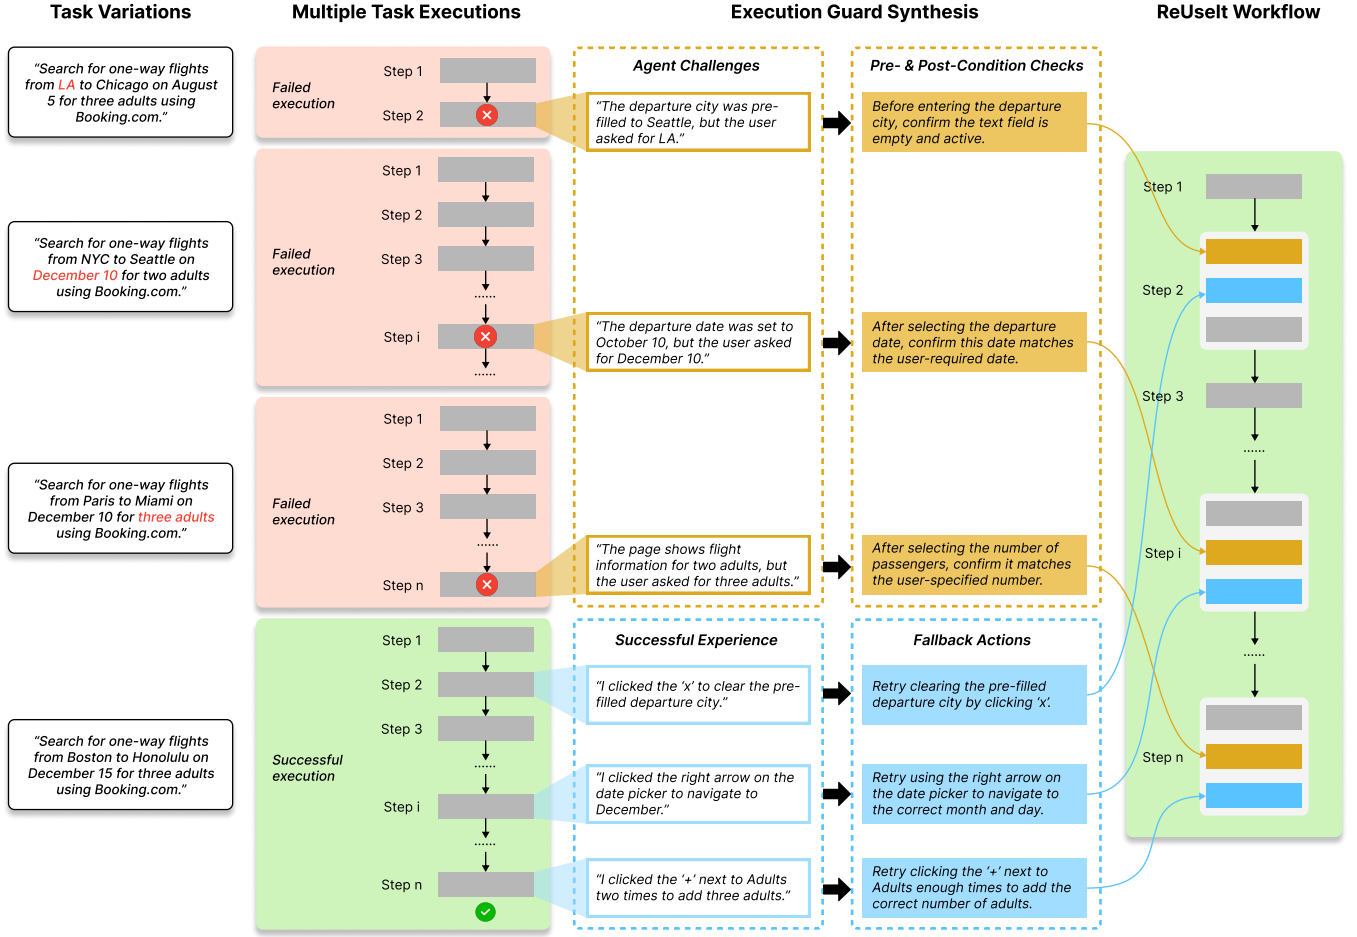 Task Variations
Multiple Task Executions
Execution Guard Synthesis
ReUseIt Workflow
“Search for one-way flights
from LA to Chicago on August
5 for three adults using
Booking.com.”
“Search for one-way flights
from NYC to Seattle on
December 10 for two adults
using Booking.com.”
“Search for one-way flights
from Paris to Miami on
December 10 for three adults
using Booking.com.”
“Search for one-way flights
from Boston to Honolulu on
December 15 for three adults
using Booking.com.”
Failed
execution
Step 1
Step 2
Failed
execution
Step 1
Step 2
Step 3
......
Step i
......
Failed
execution
Step 1
Step 2
Step 3
......
Step n
Successful
execution
Step 1
Step 2
Step 3
......
Step i
......
Step n
Agent Challenges
“The departure city was pre-
filled to Seattle, but the user
asked for LA.”
“The departure date was set to
October 10, but the user asked
for December 10.”
“The page shows flight
information for two adults, but
the user asked for three adults.”
Pre- & Post-Condition Checks
Before entering the departure
city, confirm the text field is
empty and active.
After selecting the departure
date, confirm this date matches
the user-required date.
After selecting the number of
passengers, confirm it matches
the user-specified number.
Successful Experience
“I clicked the ‘x’ to clear the pre-
filled departure city.”
“I clicked the right arrow on the
date picker to navigate to
December.”
“I clicked the ‘+’ next to Adults
two times to add three adults.”
Fallback Actions
Retry clearing the pre-filled
departure city by clicking ‘x’.
Retry using the right arrow on
the date picker to navigate to
the correct month and day.
Retry clicking the ‘+’ next to
Adults enough times to add the
correct number of adults.
Step 1
Step 2
Step 3
......
Step i
......
Step n